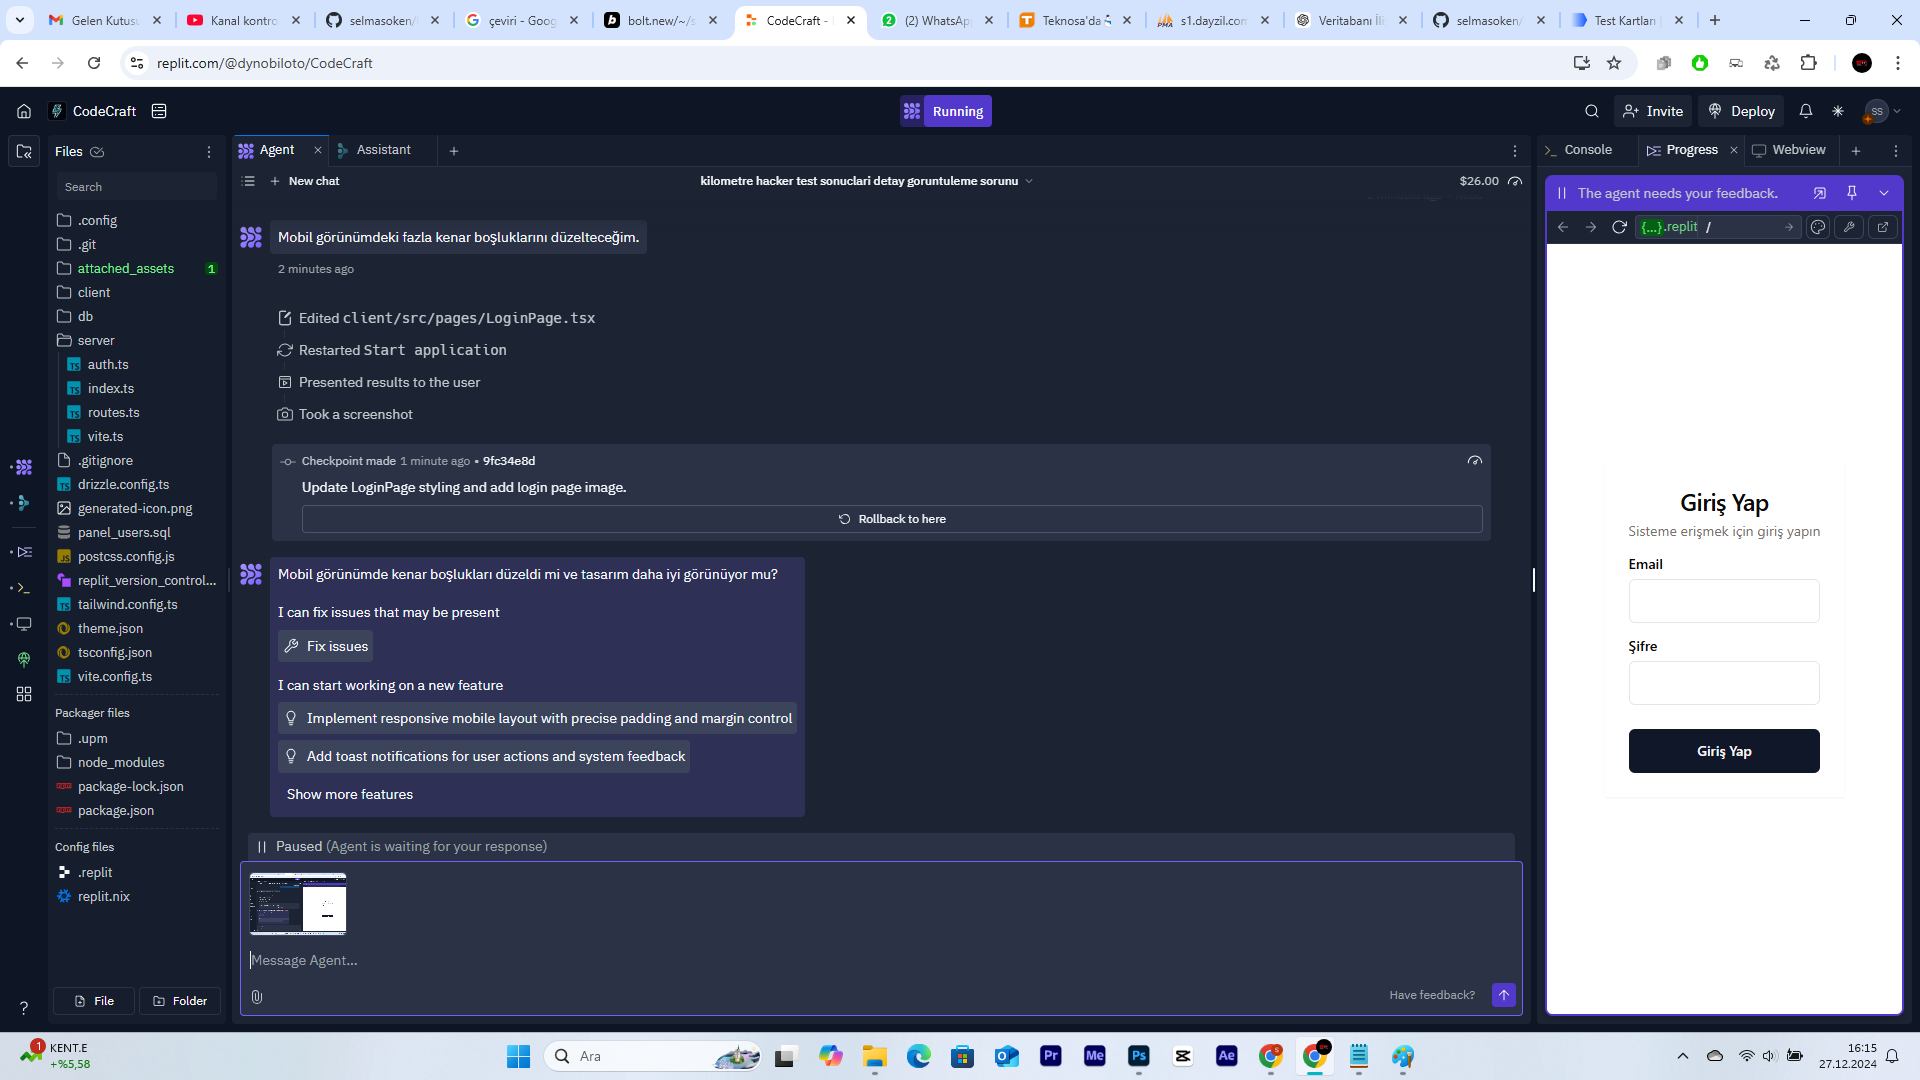 Gelen Kutusu
Kanal kontro
selmasoken/
çeviri - Goog
bolt.new/~/s
CodeCraft -
(2) WhatsAp
Teknosa'da
s1.dayzil.com
Veritabanı İli
selmasoken/
Test Kartları
replit.com/@dynobiloto/CodeCraft
CodeCraft
Running
Invite
Deploy
SS
Files
Agent
Assistant
Console
Progress
Webview
Search
New chat
kilometre hacker test sonuclari detay goruntuleme sorunu
$26.00
The agent needs your feedback.
{...}.replit /
.config
.git
attached_assets 1
client
db
server
auth.ts
index.ts
routes.ts
vite.ts
.gitignore
drizzle.config.ts
generated-icon.png
panel_users.sql
postcss.config.js
replit_version_control...
tailwind.config.ts
theme.json
tsconfig.json
vite.config.ts
Packager files
.upm
node_modules
package-lock.json
package.json
Config files
.replit
replit.nix
File
Folder
Mobil görünümdeki fazla kenar boşluklarını düzelteceğim.
2 minutes ago
Edited client/src/pages/LoginPage.tsx
Restarted Start application
Presented results to the user
Took a screenshot
Checkpoint made 1 minute ago • 9fc34e8d
Update LoginPage styling and add login page image.
Rollback to here
Mobil görünümde kenar boşlukları düzeldi mi ve tasarım daha iyi görünüyor mu?
I can fix issues that may be present
Fix issues
I can start working on a new feature
Implement responsive mobile layout with precise padding and margin control
Add toast notifications for user actions and system feedback
Show more features
Paused (Agent is waiting for your response)
Message Agent...
Have feedback?
Giriş Yap
Sisteme erişmek için giriş yapın
Email
Şifre
Giriş Yap
1
KENT.E
+%5,58
Ara
Pr
Me
Ps
Ae
16:15
27.12.2024